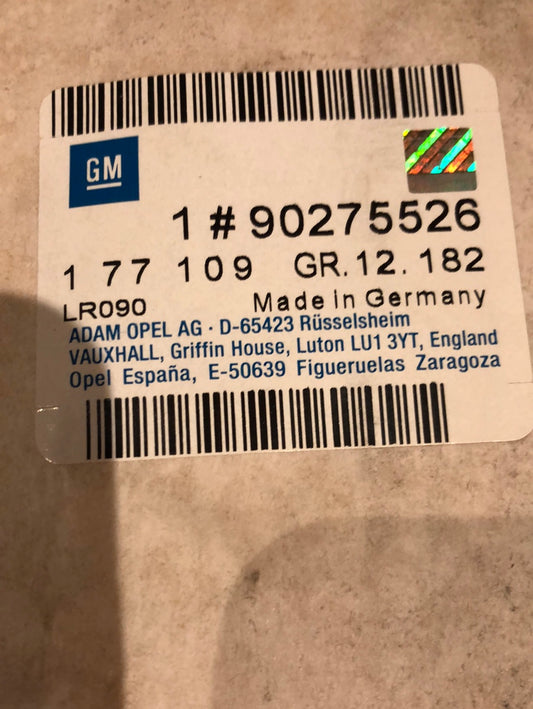 GM
1 # 90275526
1 77 109 GR. 12. 182
LR090 Made in Germany
ADAM OPEL AG · D-65423 Rüsselsheim
VAUXHALL, Griffin House, Luton LU1 3YT, England
Opel España, E-50639 Figueruelas Zaragoza